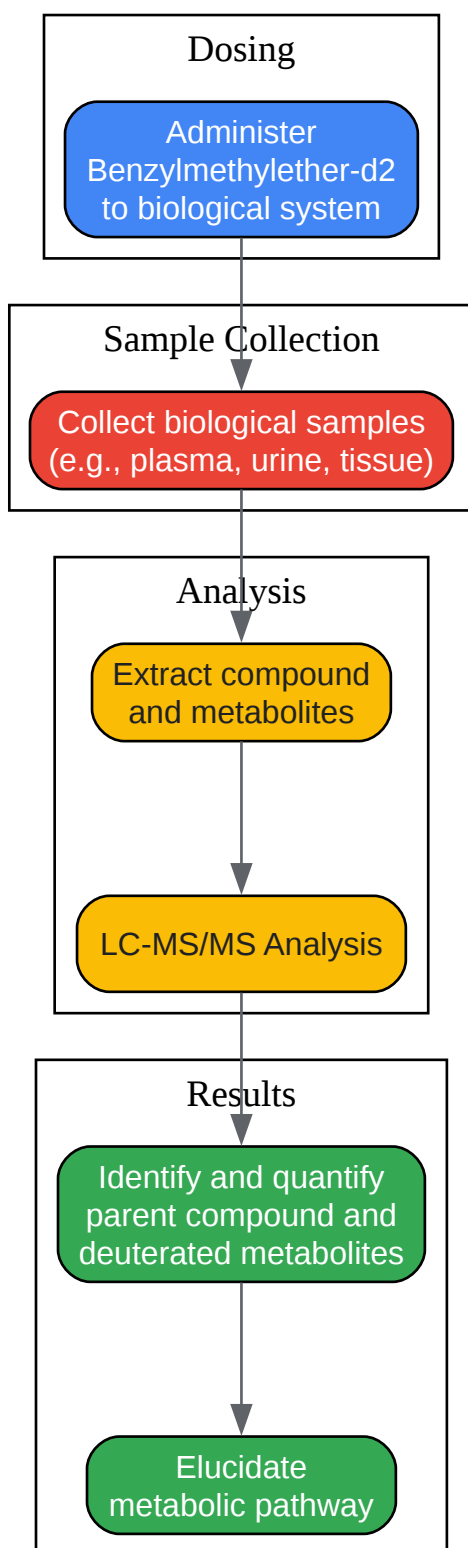 Dosing
Administer
Benzylmethylether-d2
to biological system
Sample Collection
Collect biological samples
(e.g., plasma, urine, tissue)
Analysis
Extract compound
and metabolites
LC-MS/MS Analysis
Results
Identify and quantify
parent compound and
deuterated metabolites
Elucidate
metabolic pathway